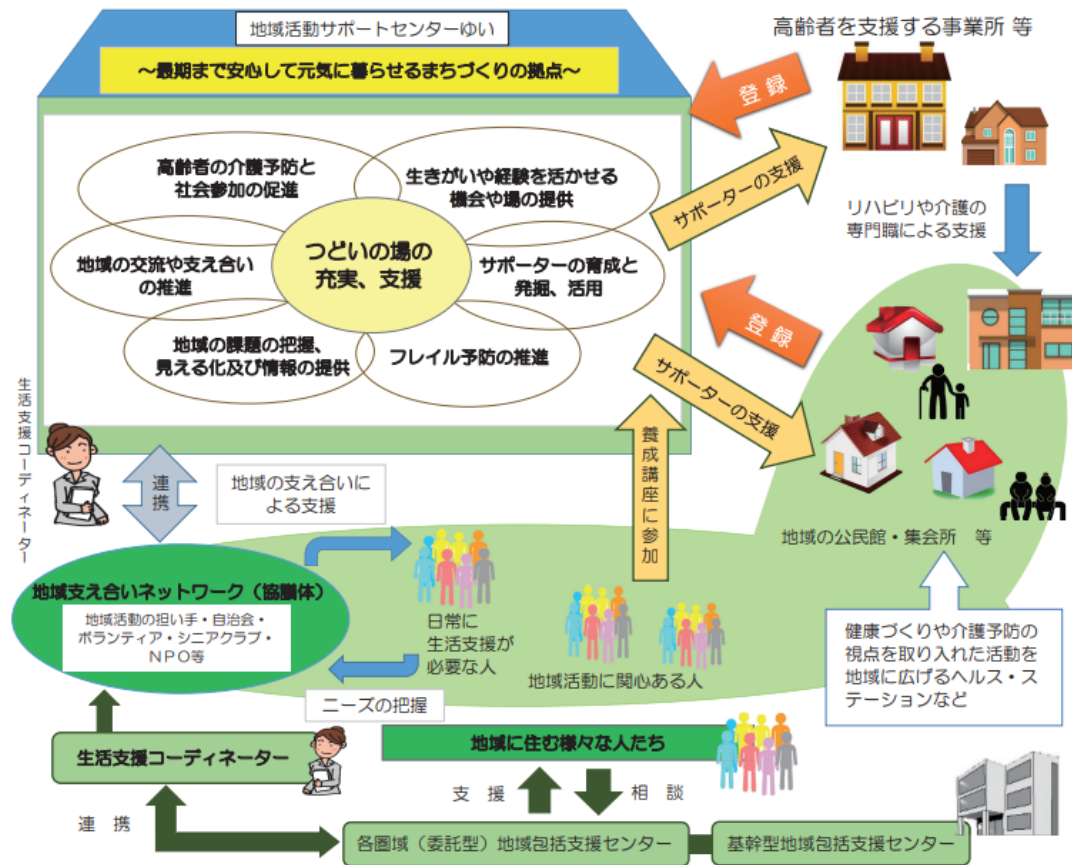 地域活動サポートセンターゆい
～最期まで安心して元気に暮らせるまちづくりの拠点～
高齢者を支援する事業所 等
登 録
高齢者の介護予防と
社会参加の促進
生きがいや経験を活かせる
機会や場の提供
つどいの場の
充実、支援
地域の交流や支え合い
の推進
サポーターの育成と
発掘、活用
地域の課題の把握、
見える化及び情報の提供
フレイル予防の推進
サポーターの支援
リハビリや介護の
専門職による支援
登 録
サポーターの支援
生活支援コーディネーター
連携
地域の支え合いに
よる支援
養成講座に参加
地域の公民館・集会所　等
地域支え合いネットワーク（協議体）
地域活動の担い手・自治会・
ボランティア・シニアクラブ・
ＮＰＯ等
日常に
生活支援が
必要な人
地域活動に関心ある人
ニーズの把握
健康づくりや介護予防の
視点を取り入れた活動を
地域に広げるヘルス・ス
テーションなど
生活支援コーディネーター
地域に住む様々な人たち
支　援
相　談
連　携
各圏域（委託型）地域包括支援センター
基幹型地域包括支援センター